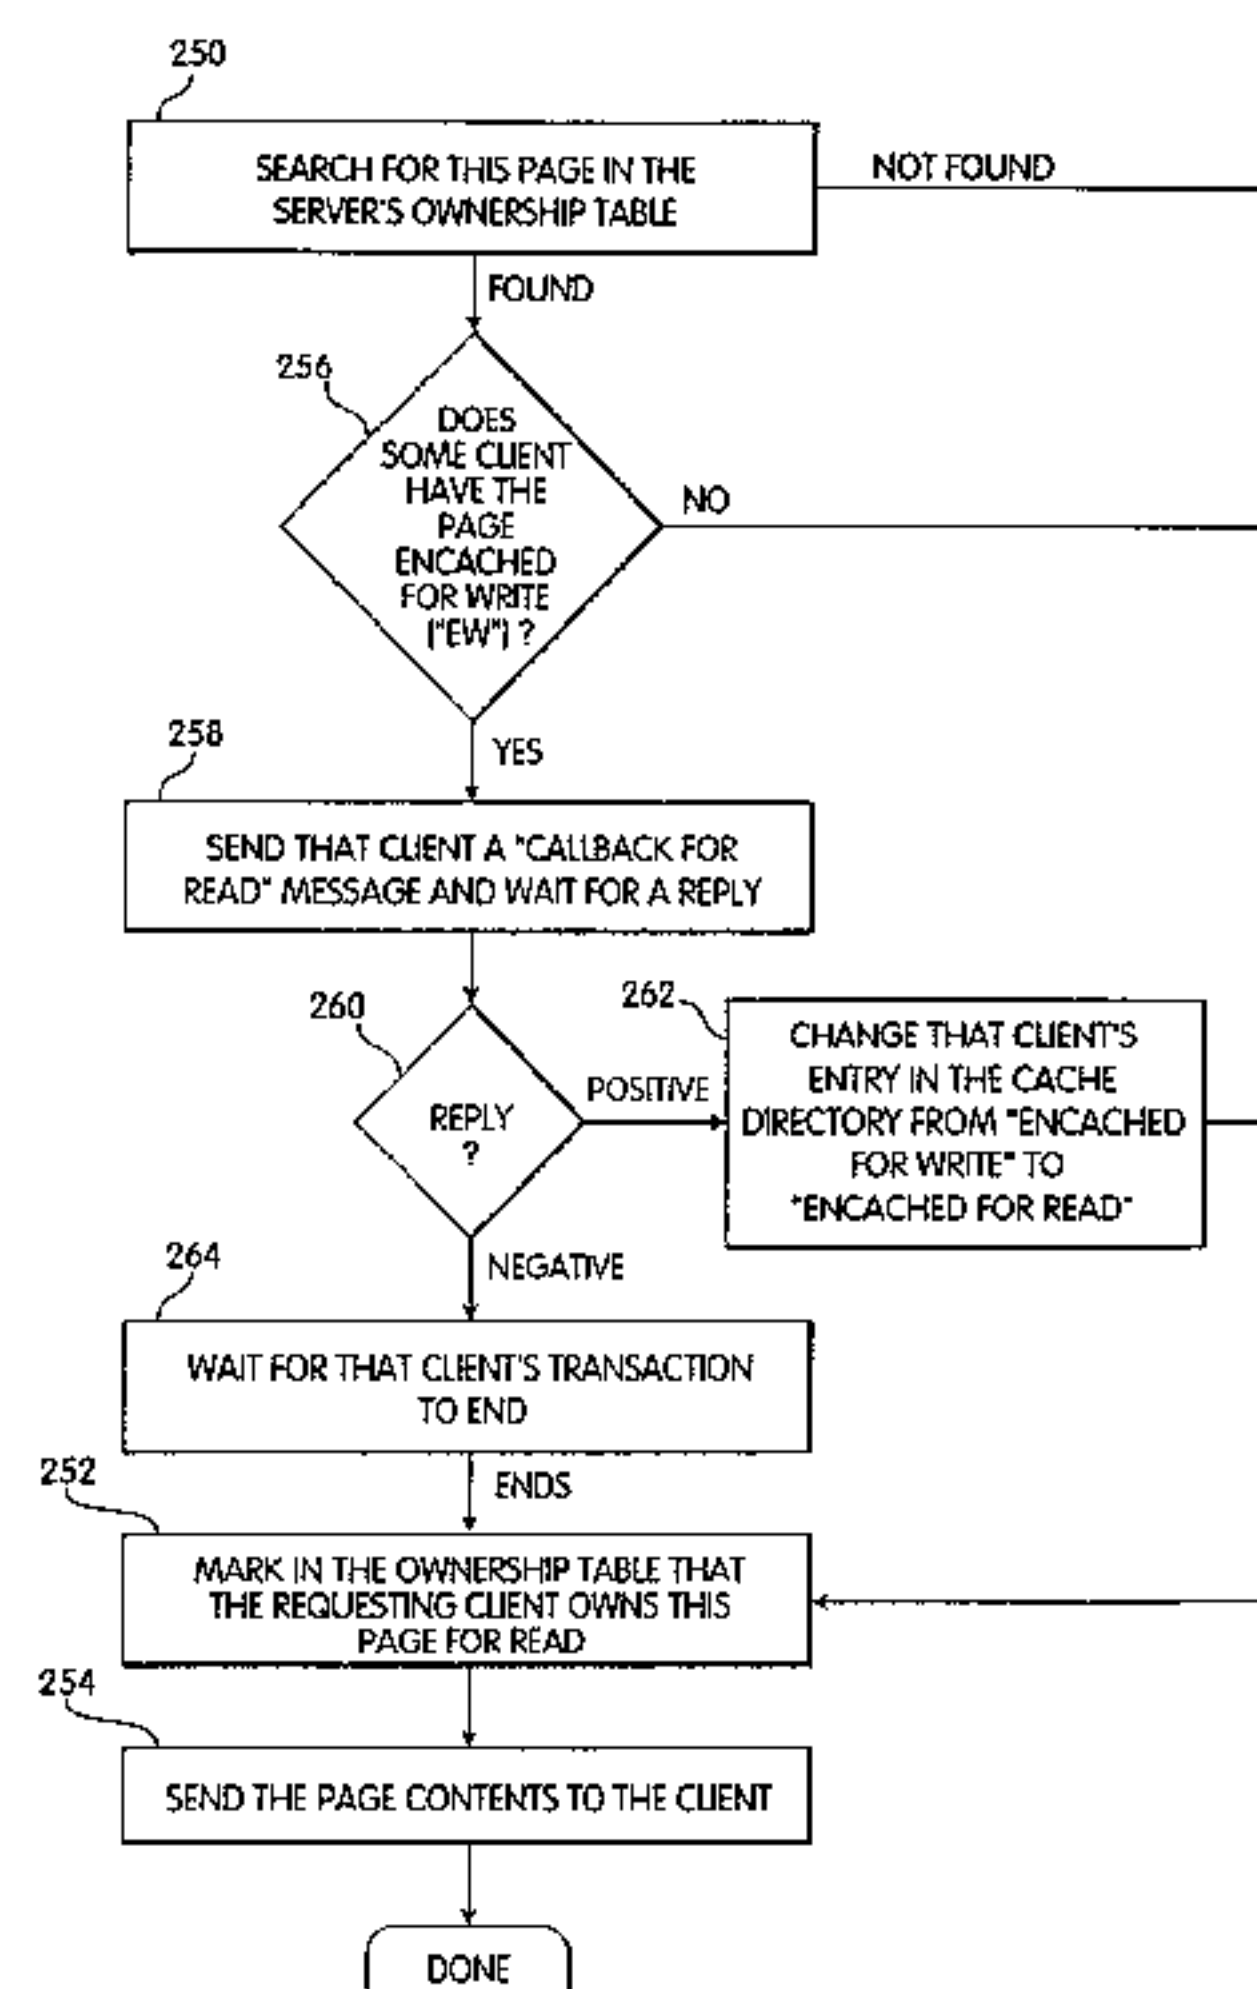 250
SEARCH FOR THIS PAGE IN THE
SERVER'S OWNERSHIP TABLE
NOT FOUND
FOUND
256
DOES
SOME CLIENT
HAVE THE
PAGE
ENCACHED
FOR WRITE
("EW") ?
NO
YES
258
SEND THAT CLIENT A "CALLBACK FOR
READ" MESSAGE AND WAIT FOR A REPLY
260
REPLY
?
POSITIVE
262
CHANGE THAT CLIENT'S
ENTRY IN THE CACHE
DIRECTORY FROM "ENCACHED
FOR WRITE" TO
"ENCACHED FOR READ"
NEGATIVE
264
WAIT FOR THAT CLIENT'S TRANSACTION
TO END
ENDS
252
MARK IN THE OWNERSHIP TABLE THAT
THE REQUESTING CLIENT OWNS THIS
PAGE FOR READ
254
SEND THE PAGE CONTENTS TO THE CLIENT
DONE